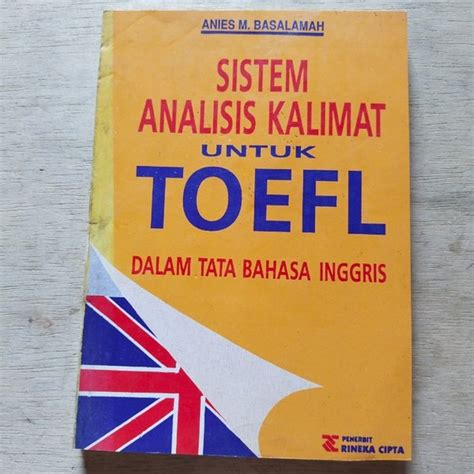 ANIES M. BASALAMAH
SISTEM
ANALISIS KALIMAT
UNTUK
TOEFL
DALAM TATA BAHASA INGGRIS
PENERBIT
RINEKA CIPTA